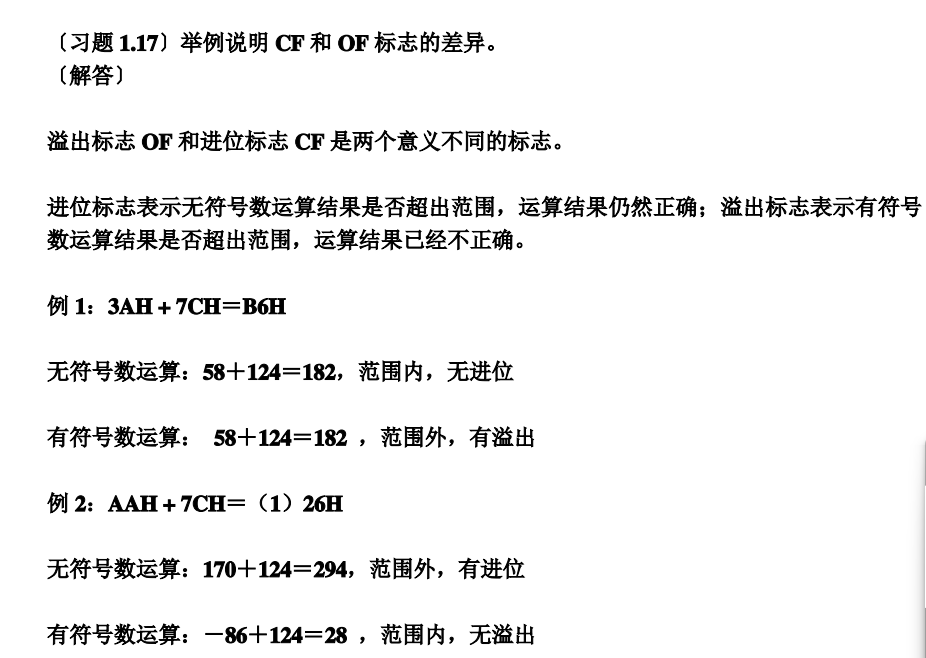 〔习题 1.17〕举例说明 CF 和 OF 标志的差异。
〔解答〕
溢出标志 OF 和进位标志 CF 是两个意义不同的标志。
进位标志表示无符号数运算结果是否超出范围，运算结果仍然正确；溢出标志表示有符号
数运算结果是否超出范围，运算结果已经不正确。
例 1：3AH + 7CH＝B6H
无符号数运算：58＋124＝182，范围内，无进位
有符号数运算： 58＋124＝182 ，范围外，有溢出
例 2：AAH + 7CH＝（1）26H
无符号数运算：170＋124＝294，范围外，有进位
有符号数运算：－86＋124＝28 ，范围内，无溢出